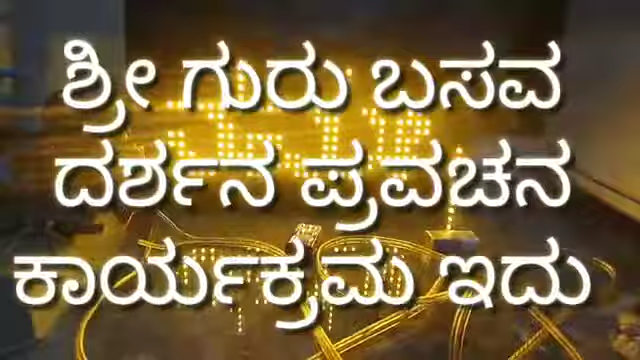 ಶ್ರೀ ಗುರು ಬಸವ
ದರ್ಶನ ಪ್ರವಚನ
ಕಾರ್ಯಕ್ರಮ ಇದು